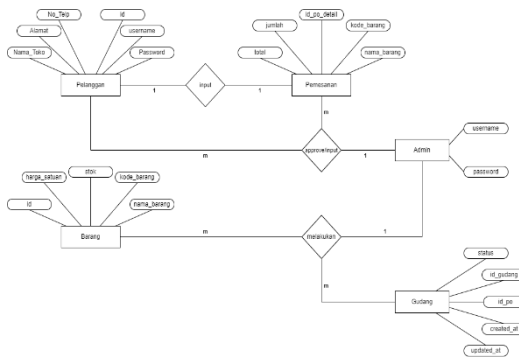 No_Telp
id
Alamat
username
Nama_Toko
Password
Pelanggan
1
input
1
id_po_detail
jumlah
kode_barang
total
nama_barang
Pemesanan
m
m
approve/input
1
Admin
username
password
stok
harga_satuan
kode_barang
id
nama_barang
Barang
m
melakukan
1
m
Gudang
status
id_gudang
id_po
created_at
updated_at